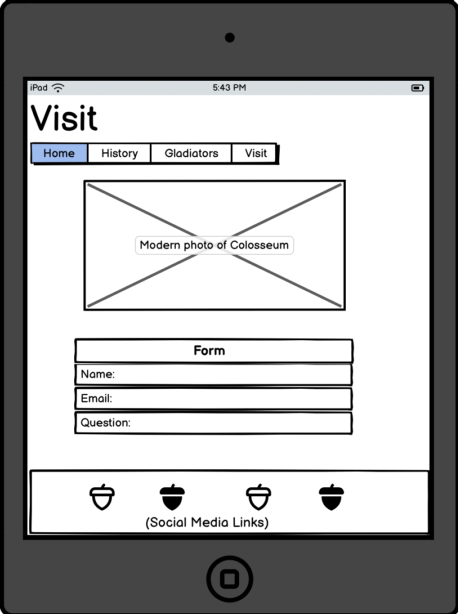 iPad 5:43 PM
Visit
Home History Gladiators Visit
Modern photo of Colosseum
Form
Name:
Email:
Question:
(Social Media Links)